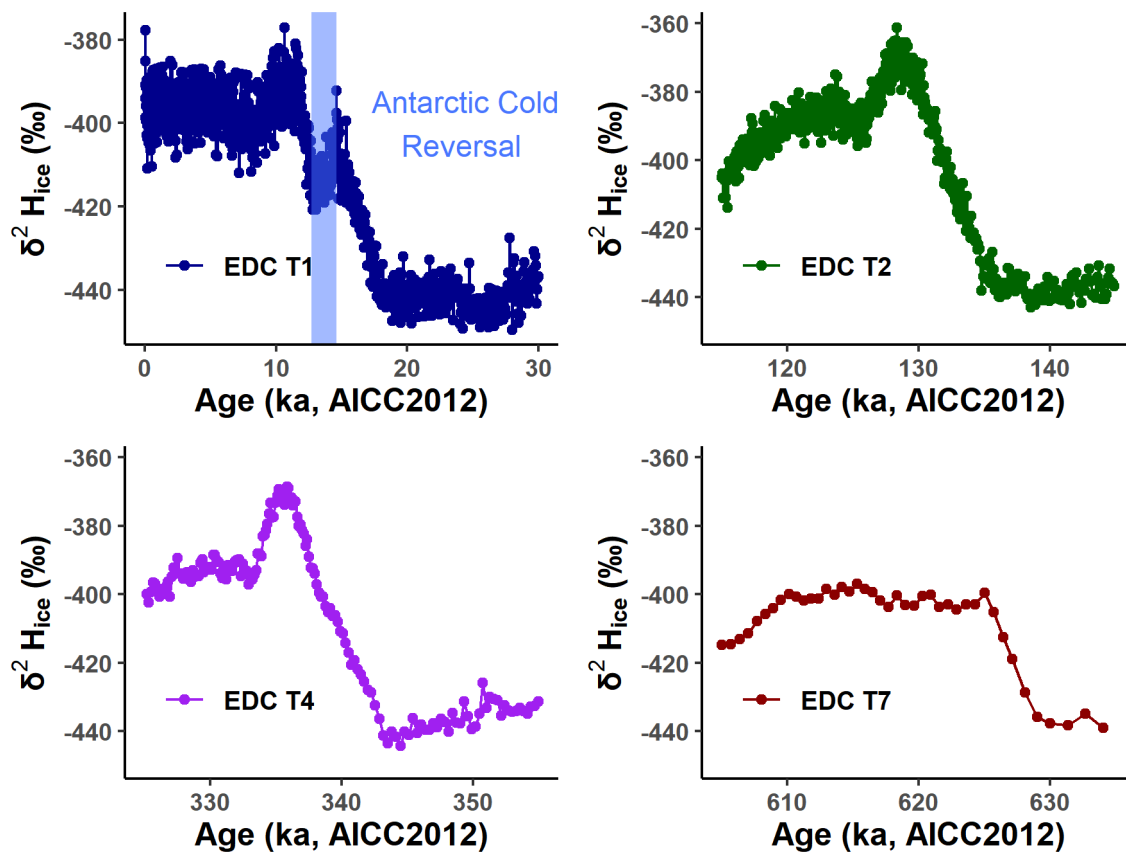 -380
-400
-420
-440
δ² Hice (‰)
0
10
20
30
Age (ka, AICC2012)
EDC T1
Antarctic Cold
Reversal
-360
-380
-400
-420
-440
δ² Hice (‰)
120
130
140
Age (ka, AICC2012)
EDC T2
-360
-380
-400
-420
-440
δ² Hice (‰)
330
340
350
Age (ka, AICC2012)
EDC T4
-360
-380
-400
-420
-440
δ² Hice (‰)
610
620
630
Age (ka, AICC2012)
EDC T7